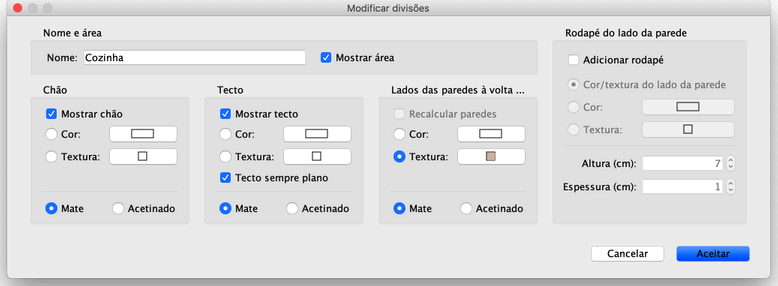 Modificar divisões
Nome e área
Nome: Cozinha
Mostrar área
Chão
Mostrar chão
Cor:
Textura:
Mate
Acetinado
Tecto
Mostrar tecto
Cor:
Textura:
Tecto sempre plano
Mate
Acetinado
Lados das paredes à volta ...
Recalcular paredes
Cor:
Textura:
Mate
Acetinado
Rodapé do lado da parede
Adicionar rodapé
Cor/textura do lado da parede
Cor:
Textura:
Altura (cm): 7
Espessura (cm): 1
Cancelar
Aceitar